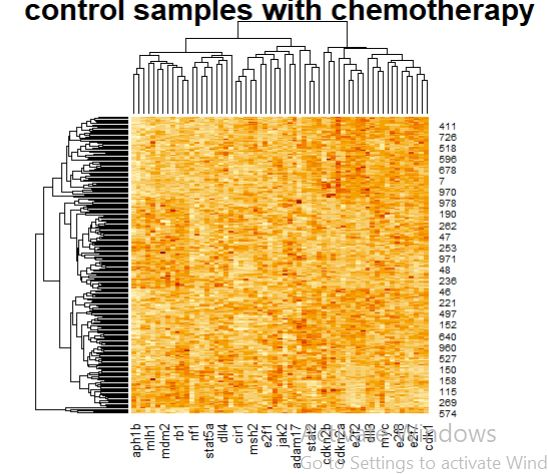 control samples with chemotherapy
411
726
518
596
678
7
970
978
190
262
47
253
971
48
236
46
221
497
152
640
960
527
150
158
115
269
574
aph1b
mlh1
mdm2
rb1
nf1
stat5a
dll4
cir1
msh2
e2f1
jak2
adam17
stat2
cdkn2b
cdkn2a
e2f2
dll3
myc
e2f8
e2f7
cdk1
Activate Windows
Go to Settings to activate Wind